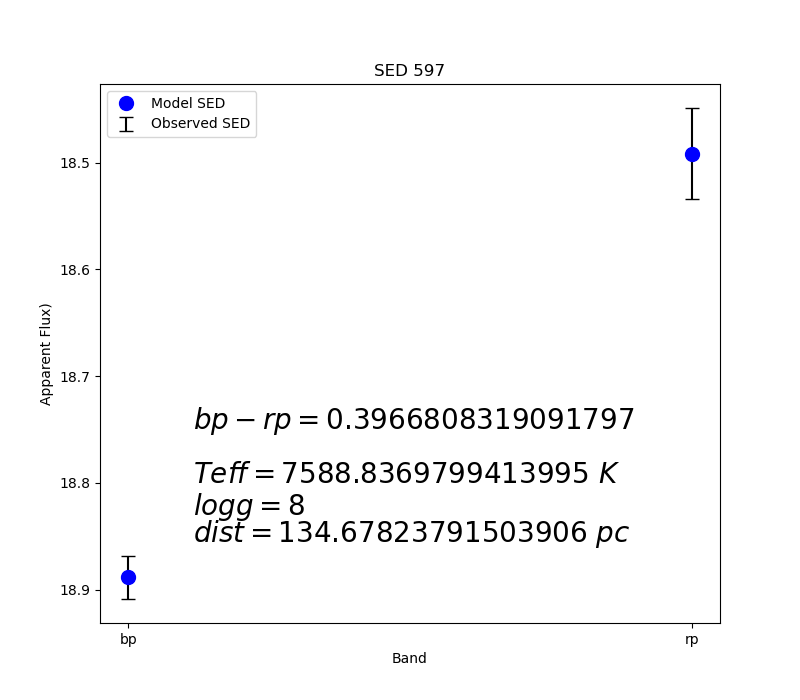 SED 597
Model SED
Observed SED
18.5
18.6
18.7
18.8
18.9
Apparent Flux)
bp − rp = 0.3966808319091797
Teff = 7588.8369799413995 K
logg = 8
dist = 134.67823791503906 pc
bp
rp
Band